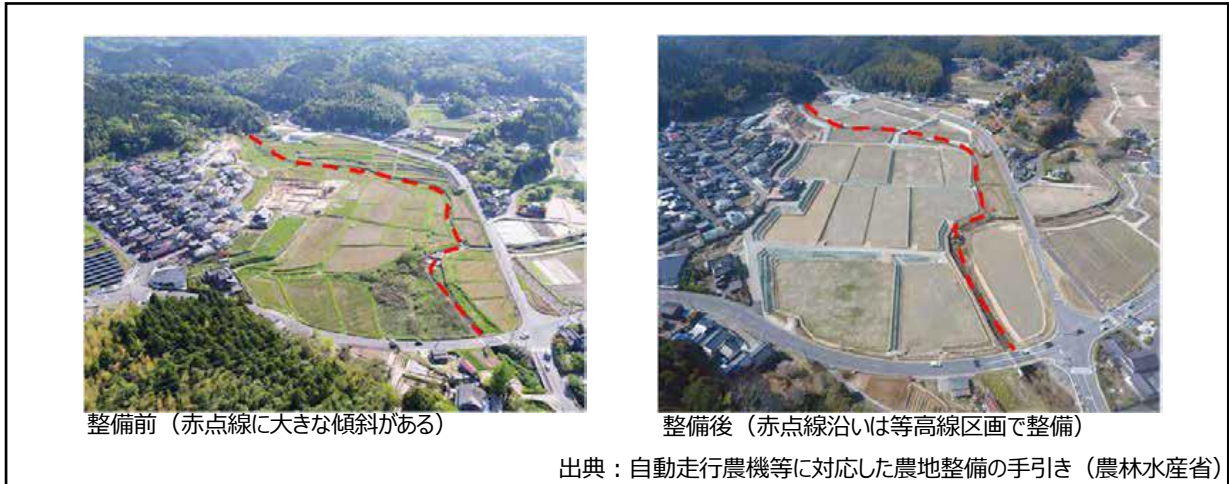 整備前（赤点線に大きな傾斜がある）
整備後（赤点線沿いは等高線区画で整備）
出典：自動走行農機等に対応した農地整備の手引き（農林水産省）